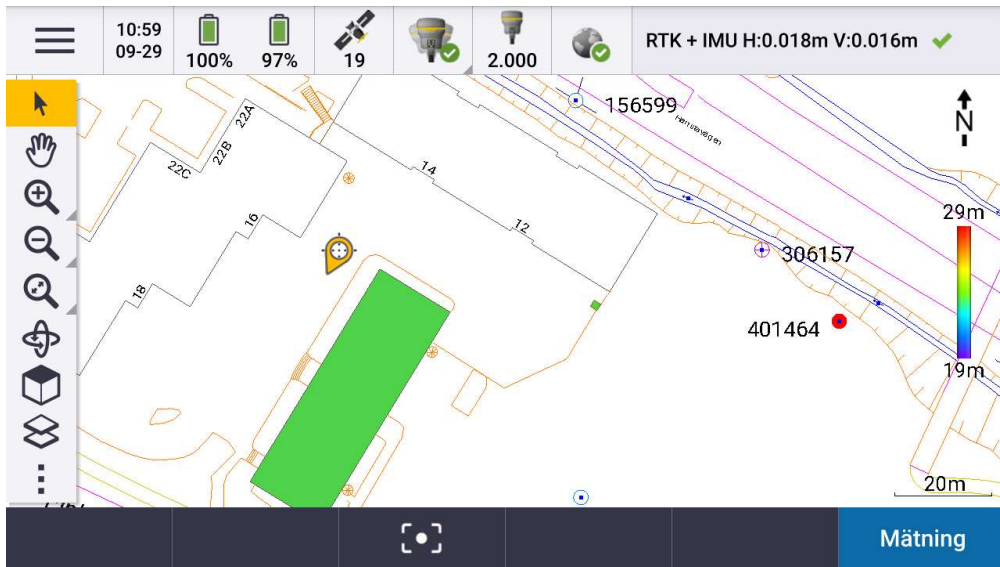 10:59
09-29
100%
97%
19
2.000
RTK + IMU H:0.018m V:0.016m
156599
N
22A
22B
22C
14
12
16
18
29m
306157
401464
19m
20m
Mätning